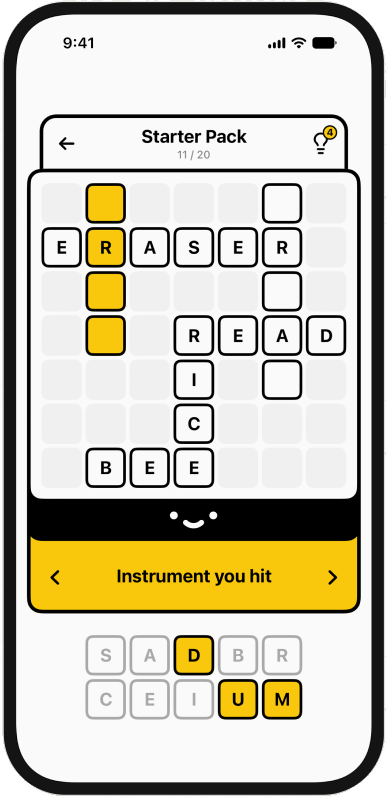 9:41
Starter Pack
4
11 / 20
E R A S E R
R E A D
I
C
B E E
Instrument you hit
S A D B R
C E I U M